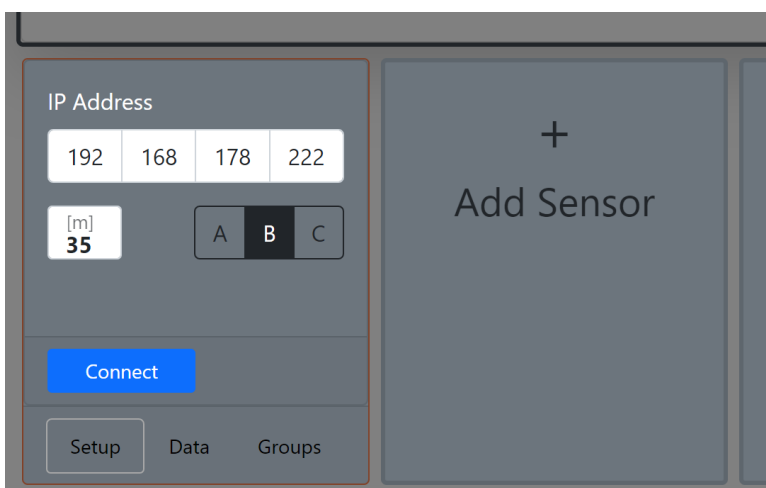 IP Address
192 168 178 222
[m]
35
A B C
Connect
Setup Data Groups
+
Add Sensor